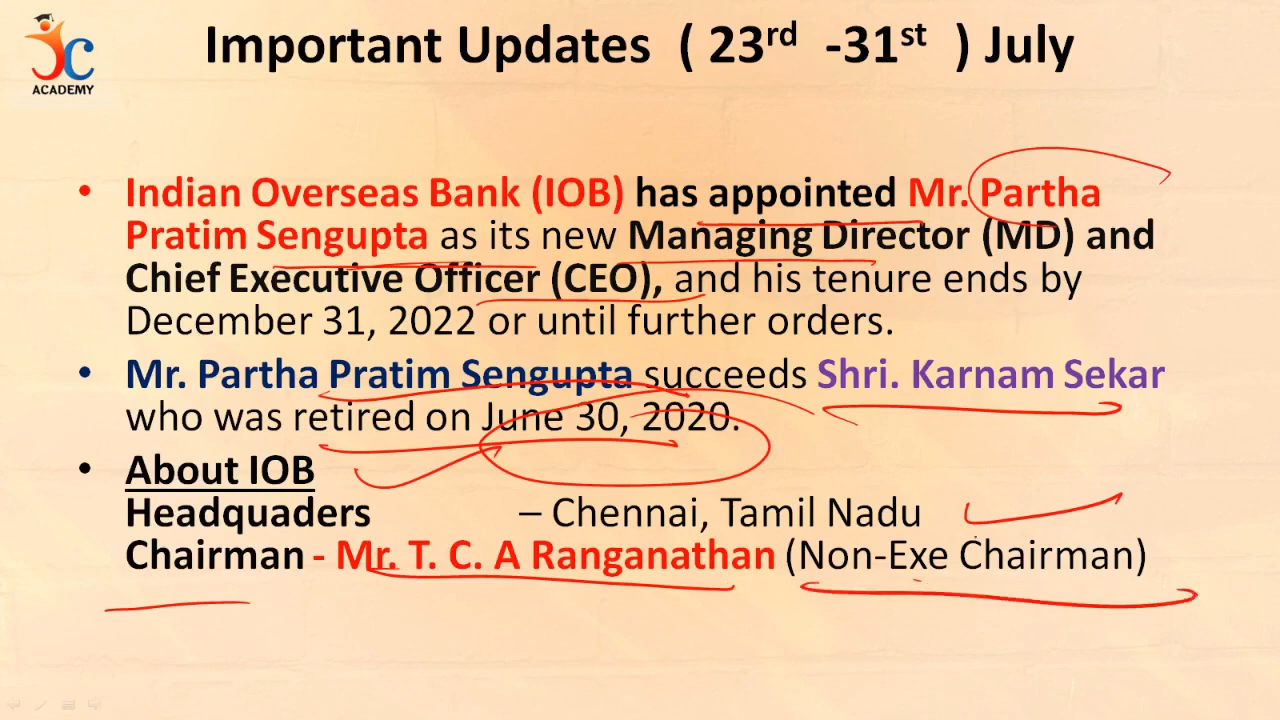 JC
ACADEMY
Important Updates ( 23rd -31st ) July
• Indian Overseas Bank (IOB) has appointed Mr. Partha
Pratim Sengupta as its new Managing Director (MD) and
Chief Executive Officer (CEO), and his tenure ends by
December 31, 2022 or until further orders.
• Mr. Partha Pratim Sengupta succeeds Shri. Karnam Sekar
who was retired on June 30, 2020.
• About IOB
Headquaders – Chennai, Tamil Nadu
Chairman - Mr. T. C. A Ranganathan (Non-Exe Chairman)